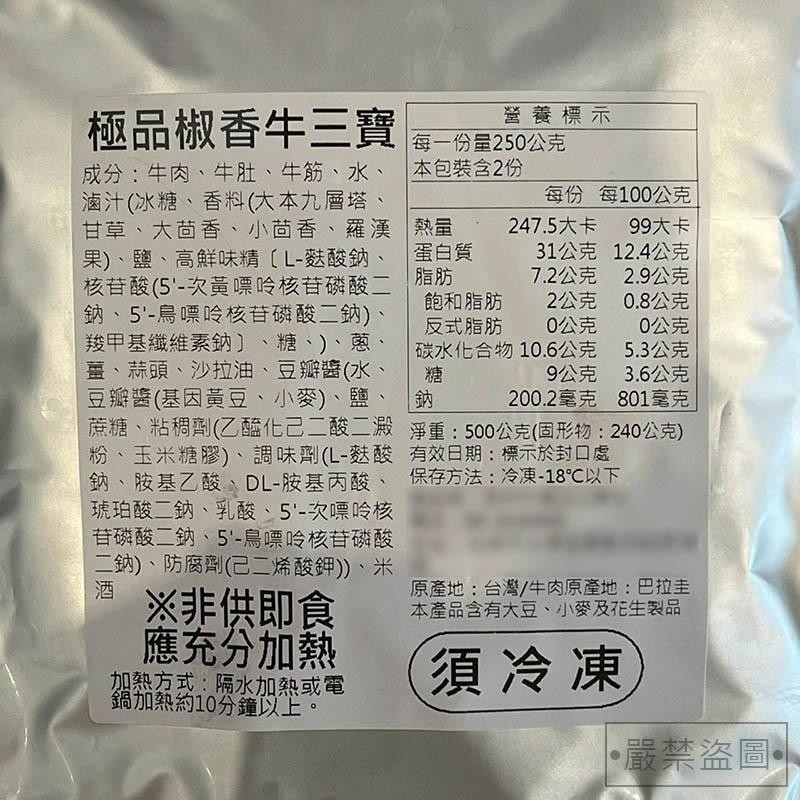 極品椒香牛三寶
成分：牛肉、牛肚、牛筋、水、
滷汁(冰糖、香料(大本九層塔、
甘草、大茴香、小茴香、羅漢
果)、鹽、高鮮味精〔L-麩酸鈉、
核苷酸(5'-次黃嘌呤核苷磷酸二
鈉、5'-鳥嘌呤核苷磷酸二鈉)、
羧甲基纖維素鈉〕、糖、)、蔥、
薑、蒜頭、沙拉油、豆瓣醬(水、
豆瓣醬(基因黃豆、小麥)、鹽、
蔗糖、粘稠劑(乙醯化己二酸二澱
粉、玉米糖膠)、調味劑(L-麩酸
鈉、胺基乙酸、DL-胺基丙酸、
琥珀酸二鈉、乳酸、5'-次嘌呤核
苷磷酸二鈉、5'-鳥嘌呤核苷磷酸
二鈉)、防腐劑(己二烯酸鉀))、米
酒
※非供即食
應充分加熱
加熱方式：隔水加熱或電
鍋加熱約10分鐘以上。
營養標示
每一份量250公克
本包裝含2份
每份 每100公克
熱量 247.5大卡 99大卡
蛋白質 31公克 12.4公克
脂肪 7.2公克 2.9公克
飽和脂肪 2公克 0.8公克
反式脂肪 0公克 0公克
碳水化合物 10.6公克 5.3公克
糖 9公克 3.6公克
鈉 200.2毫克 801毫克
淨重：500公克(固形物：240公克)
有效日期：標示於封口處
保存方法：冷凍-18℃以下
原產地：台灣/牛肉原產地：巴拉圭
本產品含有大豆、小麥及花生製品
須冷凍
•嚴禁盜圖•